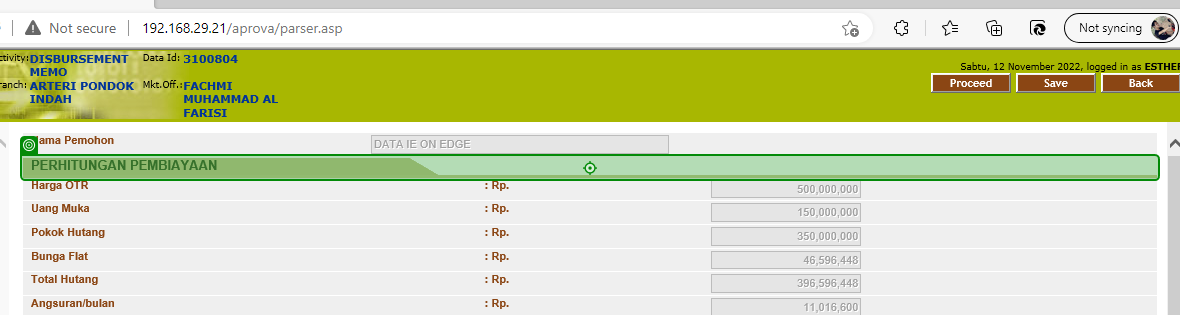 Not secure 192.168.29.21/aprova/parser.asp Not syncing
ctivity: DISBURSEMENT MEMO Data Id: 3100804
Sabtu, 12 November 2022, logged in as ESTHER
ranch: ARTERI PONDOK INDAH Mkt.Off.: FACHMI MUHAMMAD AL FARISI
Proceed Save Back
ama Pemohon DATA IE ON EDGE
PERHITUNGAN PEMBIAYAAN
Harga OTR : Rp. 500,000,000
Uang Muka : Rp. 150,000,000
Pokok Hutang : Rp. 350,000,000
Bunga Flat : Rp. 46,596,448
Total Hutang : Rp. 396,596,448
Angsuran/bulan : Rp. 11,016,600